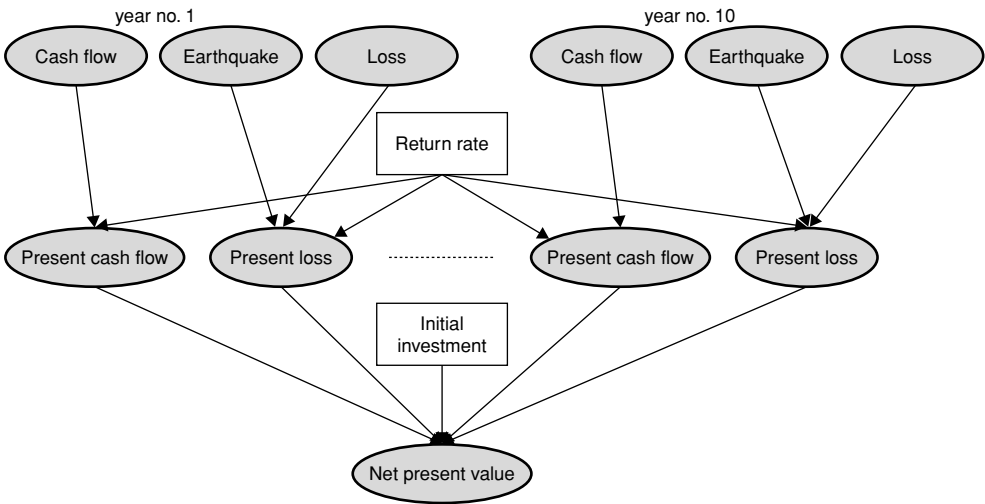 year no. 1
year no. 10
Cash flow
Earthquake
Loss
Cash flow
Earthquake
Loss
Return rate
Present cash flow
Present loss
Present cash flow
Present loss
Initial
investment
Net present value